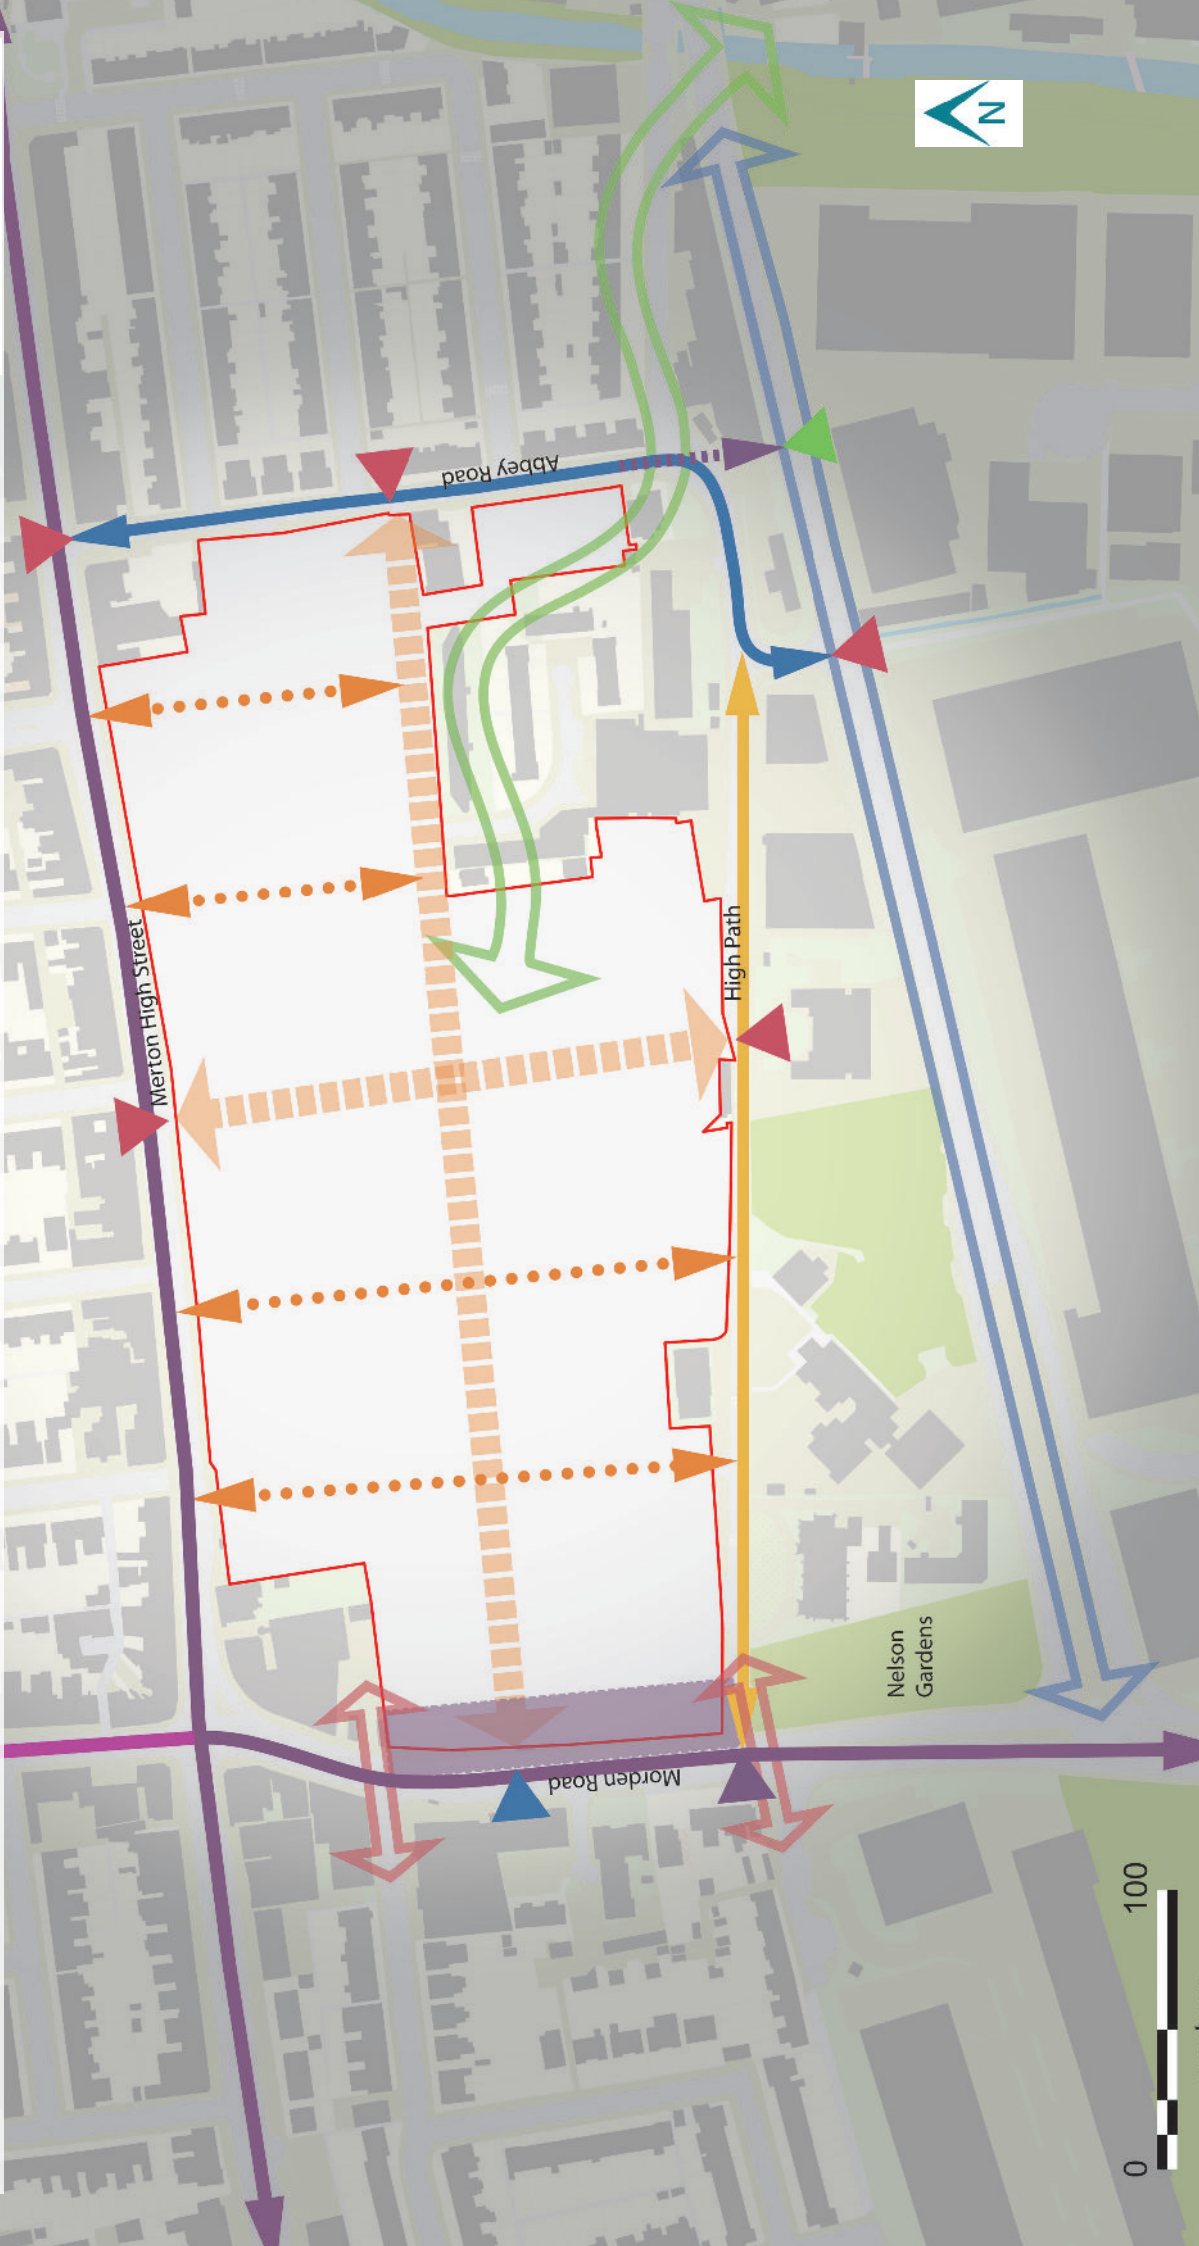 N
Abbey Road
Merton High Street
High Path
Nelson
Gardens
Morden Road
0
100